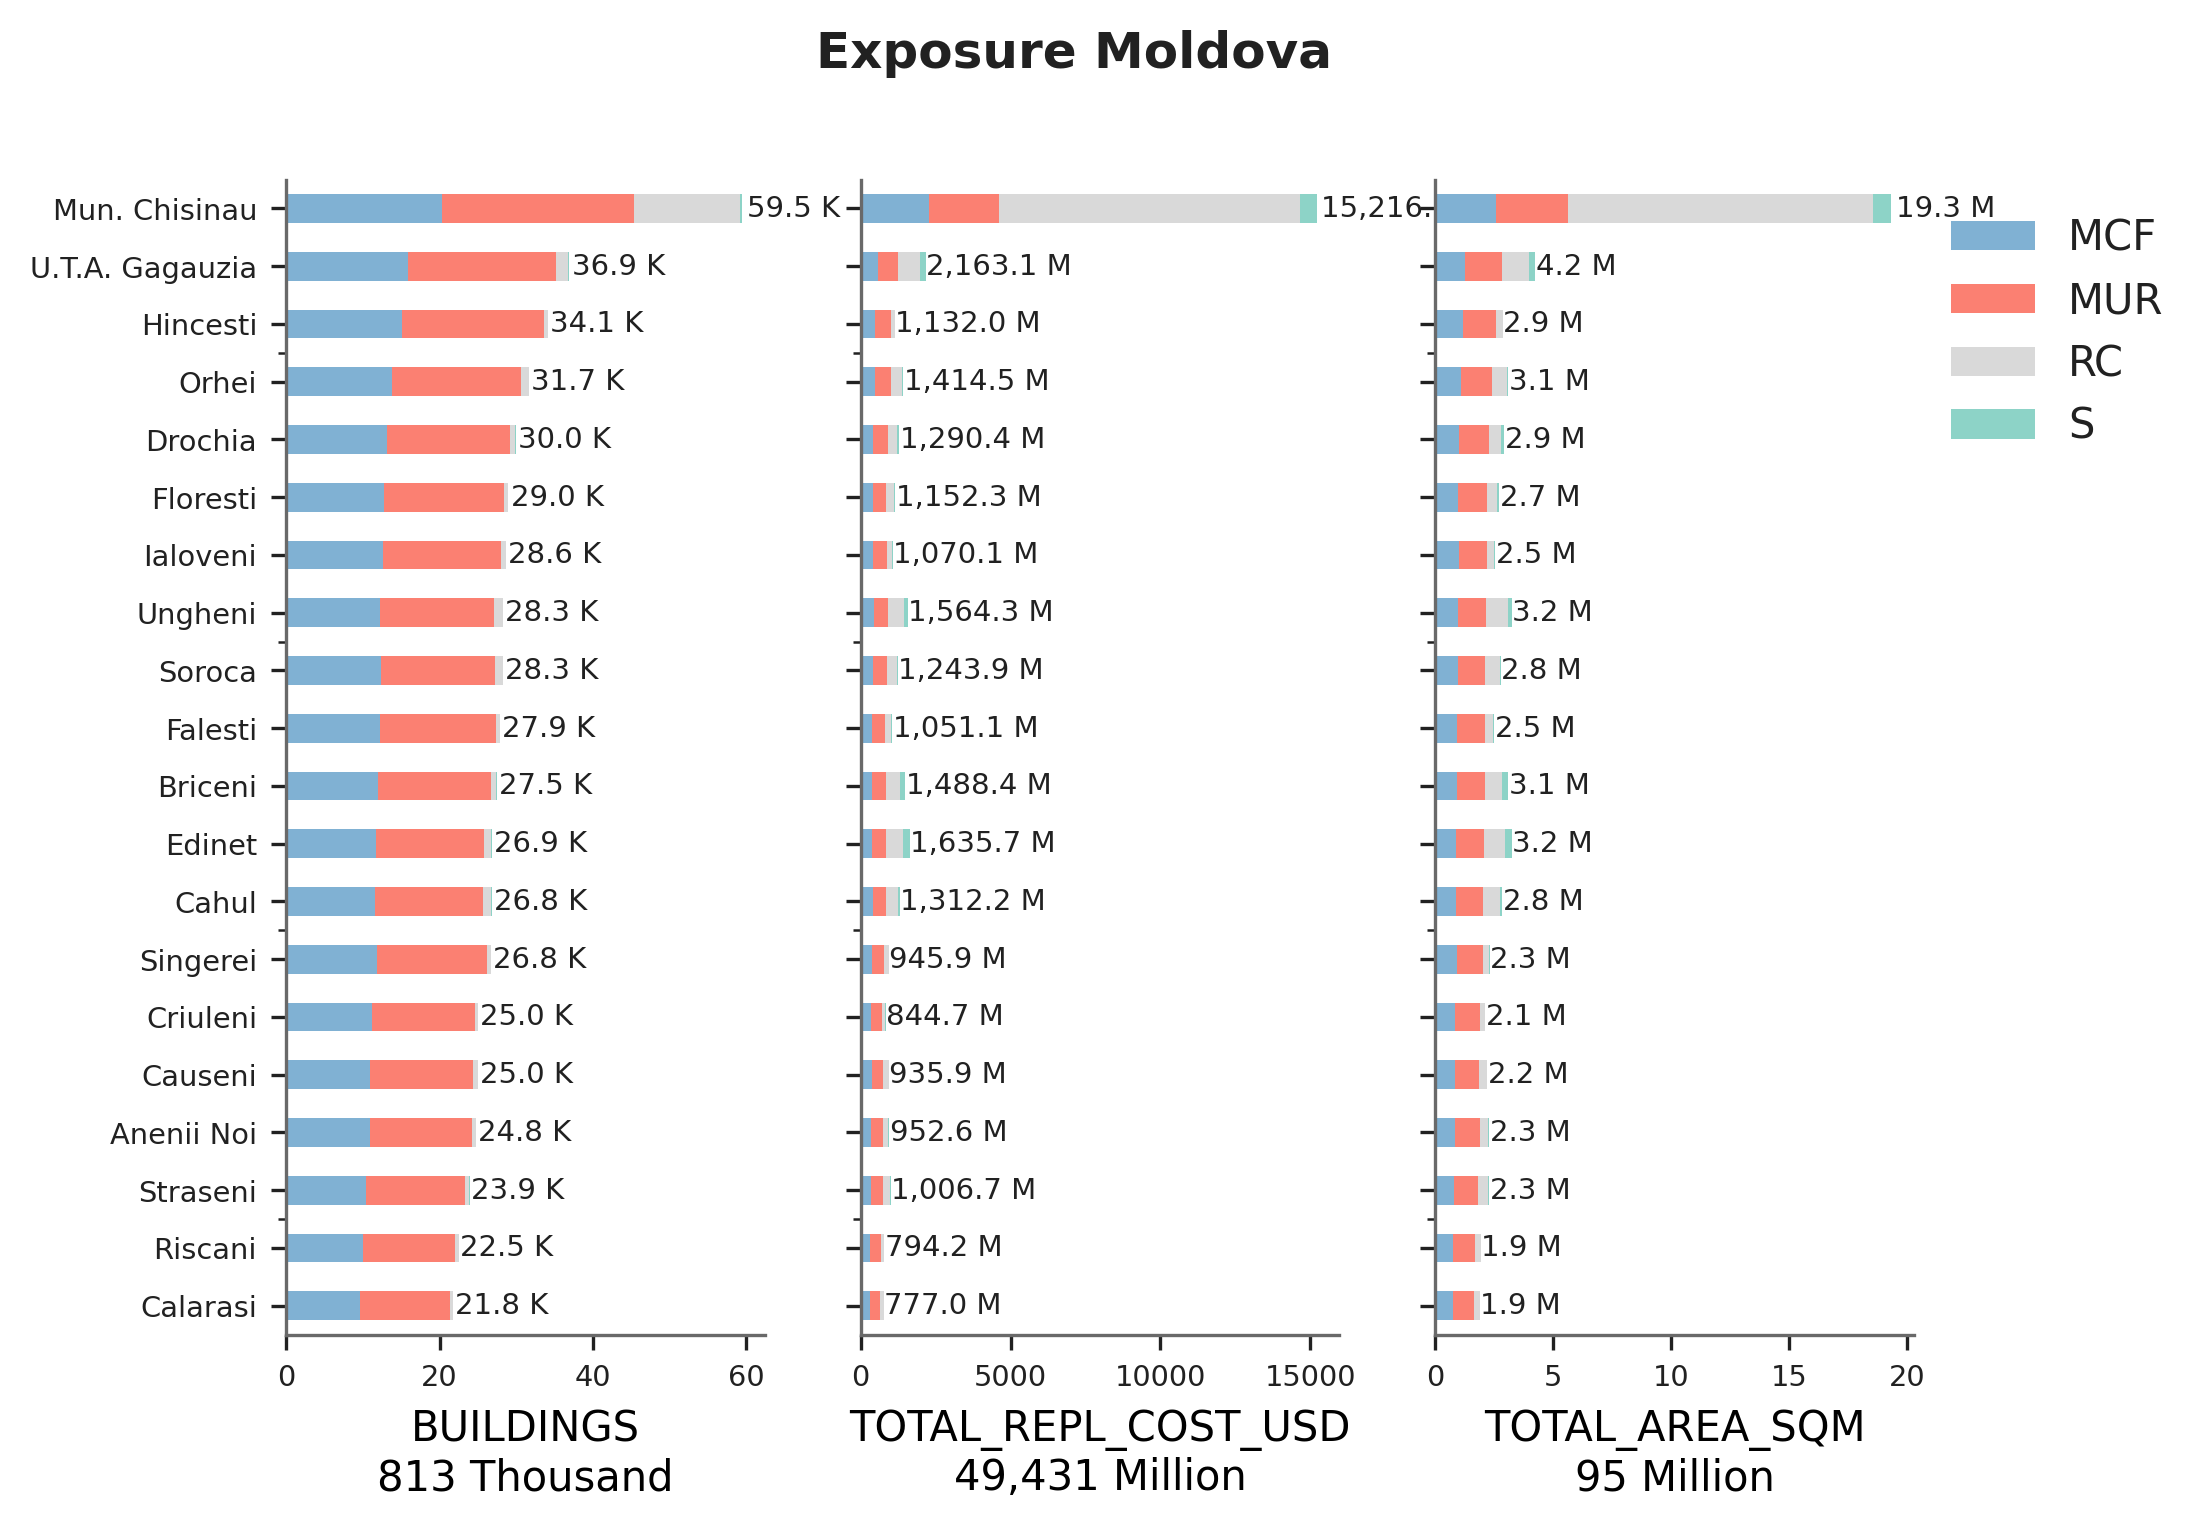 Exposure Moldova
Mun. Chisinau 59.5 K 15,216. 19.3 M
U.T.A. Gagauzia 36.9 K 2,163.1 M 4.2 M
Hincesti 34.1 K 1,132.0 M 2.9 M
Orhei 31.7 K 1,414.5 M 3.1 M
Drochia 30.0 K 1,290.4 M 2.9 M
Floresti 29.0 K 1,152.3 M 2.7 M
Ialoveni 28.6 K 1,070.1 M 2.5 M
Ungheni 28.3 K 1,564.3 M 3.2 M
Soroca 28.3 K 1,243.9 M 2.8 M
Falesti 27.9 K 1,051.1 M 2.5 M
Briceni 27.5 K 1,488.4 M 3.1 M
Edinet 26.9 K 1,635.7 M 3.2 M
Cahul 26.8 K 1,312.2 M 2.8 M
Singerei 26.8 K 945.9 M 2.3 M
Criuleni 25.0 K 844.7 M 2.1 M
Causeni 25.0 K 935.9 M 2.2 M
Anenii Noi 24.8 K 952.6 M 2.3 M
Straseni 23.9 K 1,006.7 M 2.3 M
Riscani 22.5 K 794.2 M 1.9 M
Calarasi 21.8 K 777.0 M 1.9 M
0 20 40 60 0 5000 10000 15000 0 5 10 15 20
BUILDINGS TOTAL_REPL_COST_USD TOTAL_AREA_SQM
813 Thousand 49,431 Million 95 Million
MCF
MUR
RC
S